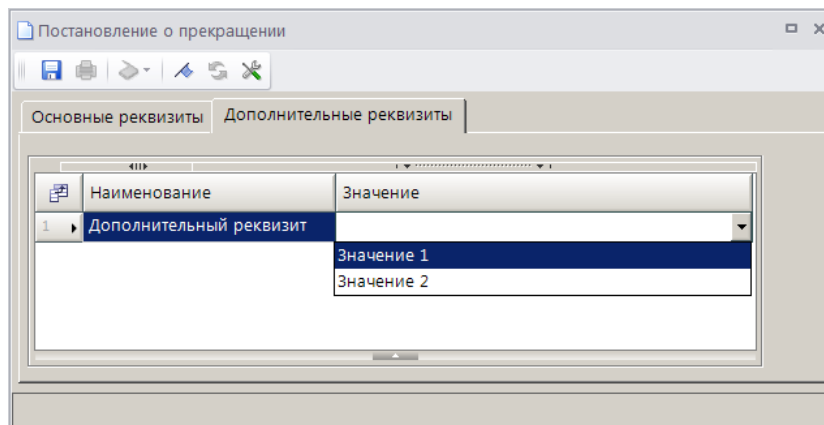 Постановление о прекращении
Основные реквизиты Дополнительные реквизиты
Наименование Значение
1 Дополнительный реквизит
Значение 1
Значение 2